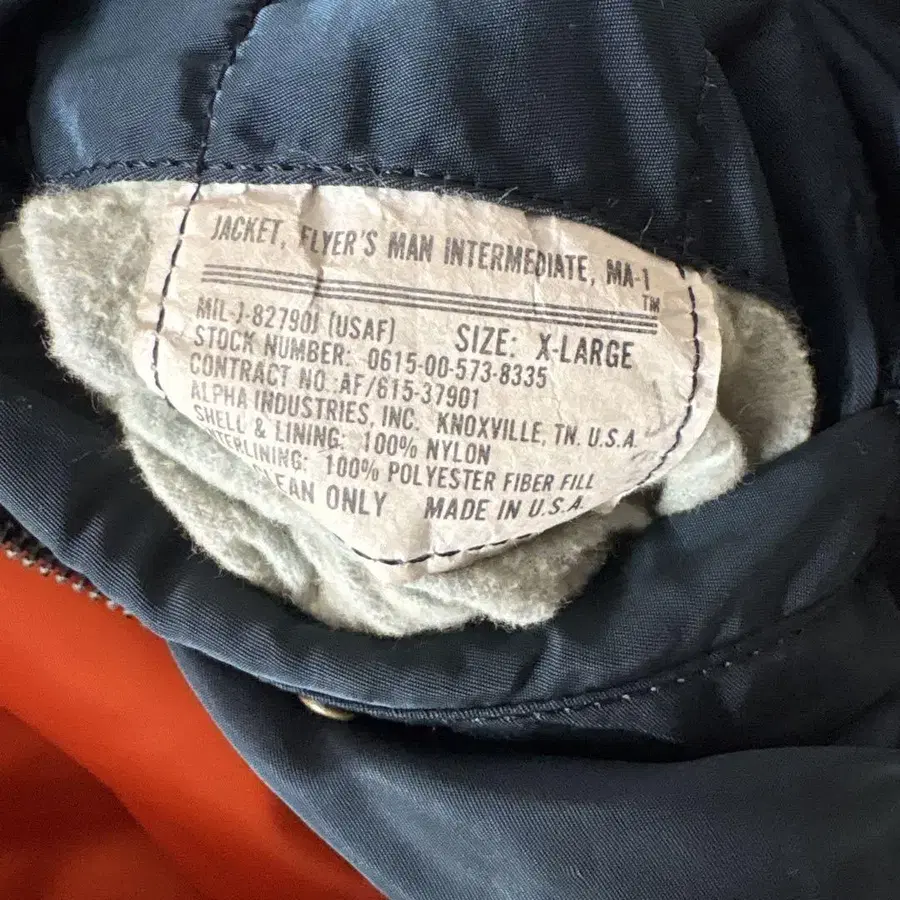 JACKET, FLYER'S MAN INTERMEDIATE, MA-1
TM
MIL-J-82790J (USAF) SIZE: X-LARGE
STOCK NUMBER: 0615-00-573-8335
CONTRACT NO.:AF/615-37901
ALPHA INDUSTRIES, INC. KNOXVILLE, TN. U.S.A.
SHELL & LINING: 100% NYLON
TERLINING: 100% POLYESTER FIBER FILL
EAN ONLY MADE IN U.S.A.